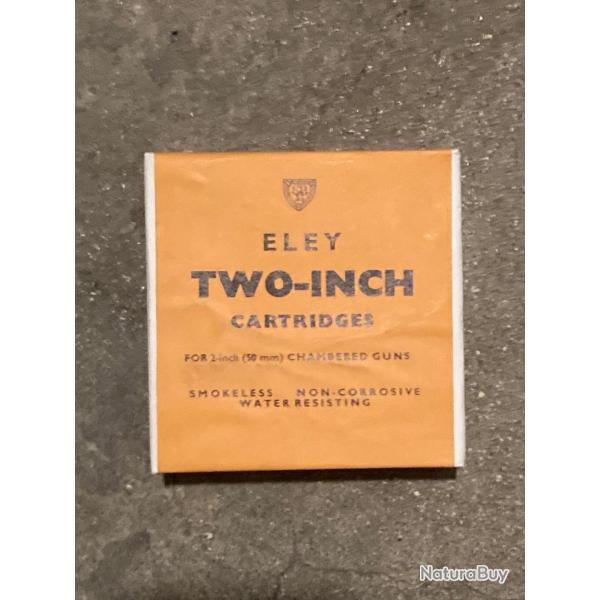 ELEY
TWO-INCH
CARTRIDGES
FOR 2-inch (50 mm) CHAMBERED GUNS
SMOKELESS NON-CORROSIVE
WATER RESISTING
NaturaBuy